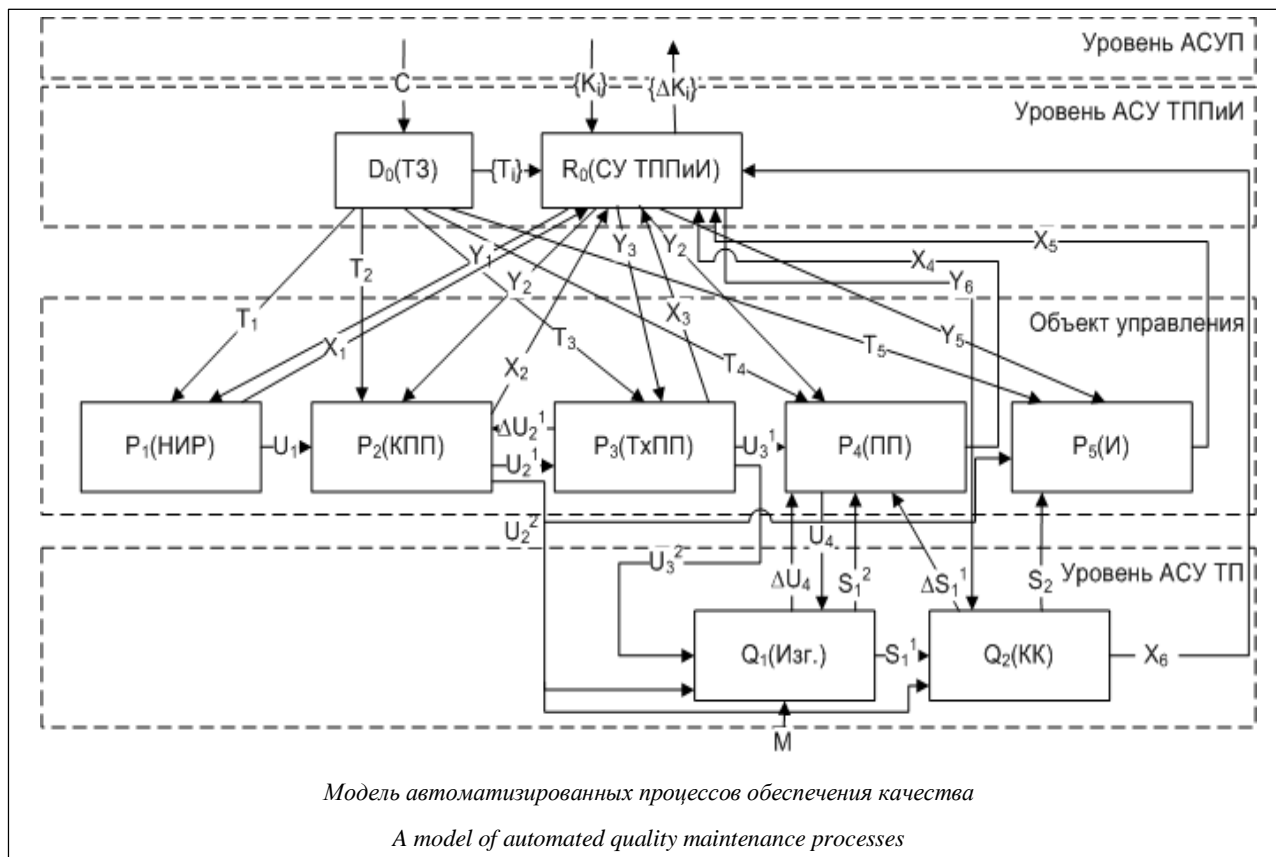 Уровень АСУП
C
{Kᵢ}
{ΔKᵢ}
Уровень АСУ ТППиИ
D₀(ТЗ)
{Tᵢ}
R₀(СУ ТППиИ)
X₅
Y₁
Y₃
Y₂
X₄
T₂
Y₂
Y₆
T₁
X₃
Объект управления
X₁
T₃
Y₅
X₂
T₄
T₅
P₁(НИР)
U₁
P₂(КПП)
ΔU₂¹
U₂¹
P₃(ТхПП)
U₃¹
P₄(ПП)
P₅(И)
U₂²
U₄
U₃²
Уровень АСУ ТП
ΔU₄
S₁²
ΔS₁¹
S₂
Q₁(Изг.)
S₁¹
Q₂(КК)
X₆
M
Модель автоматизированных процессов обеспечения качества
A model of automated quality maintenance processes